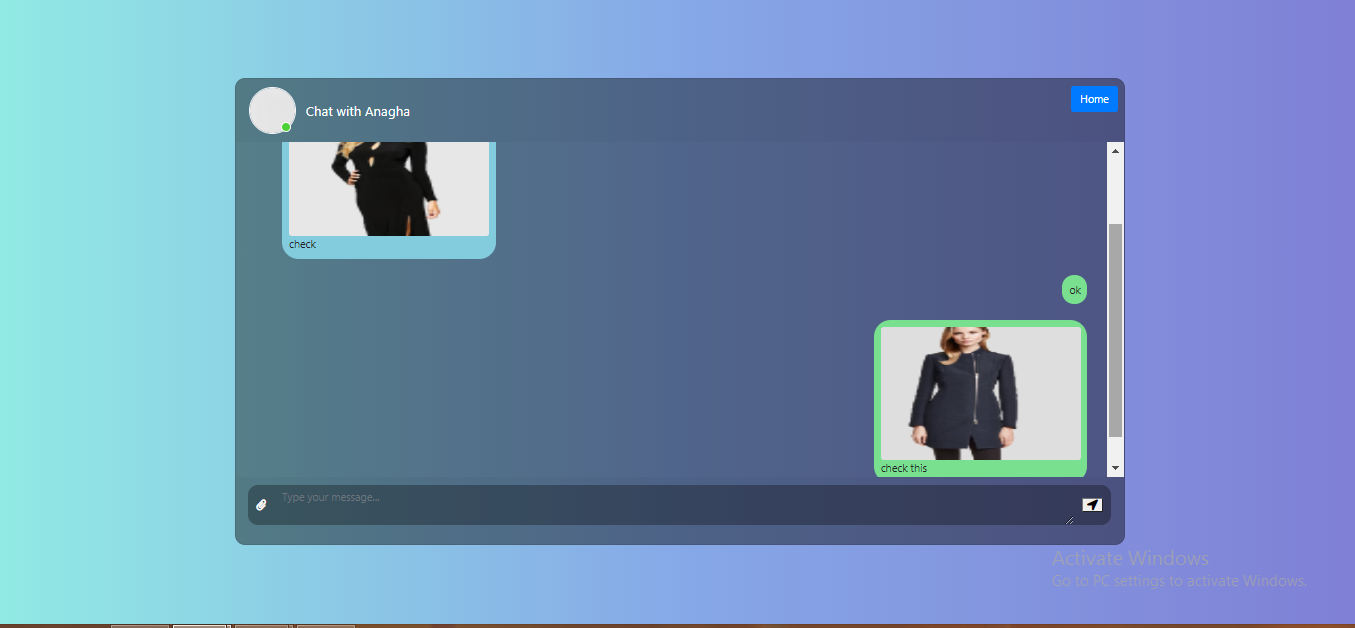 Chat with Anagha
Home
check
ok
check this
Type your message...
Activate Windows
Go to PC settings to activate Windows.